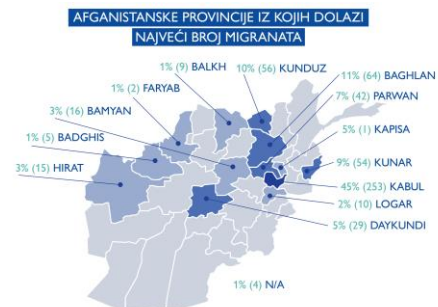 AFGANISTANSKE PROVINCIJE IZ KOJIH DOLAZI
NAJVEĆI BROJ MIGRANATA
1% (9) BALKH
10% (56) KUNDUZ
1% (2) FARYAB
11% (64) BAGHLAN
7% (42) PARWAN
3% (16) BAMYAN
5% (1) KAPISA
1% (5) BADGHIS
9% (54) KUNAR
3% (15) HIRAT
45% (253) KABUL
2% (10) LOGAR
5% (29) DAYKUNDI
1% (4) N/A